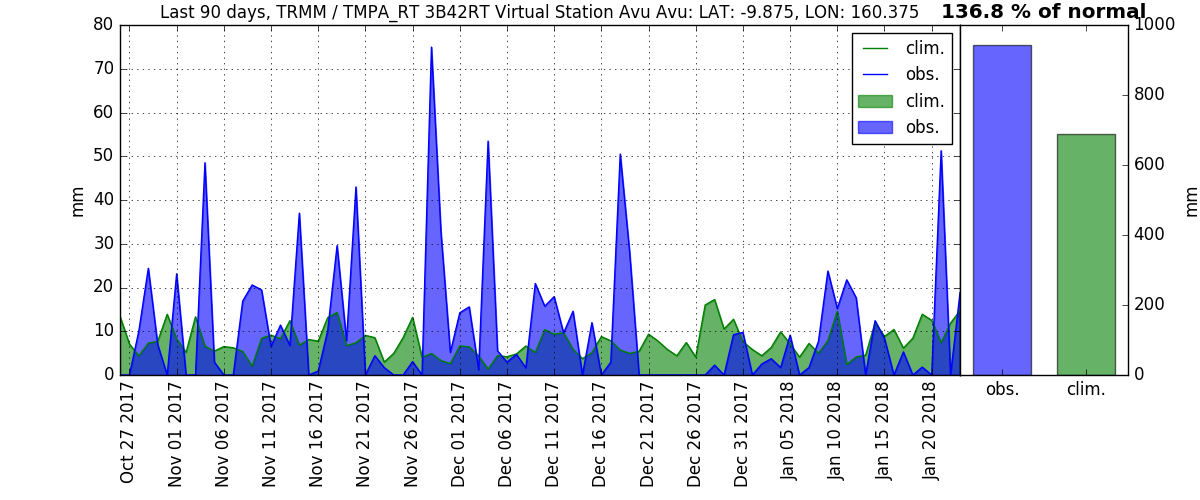 Last 90 days, TRMM / TMPA_RT 3B42RT Virtual Station Avu Avu: LAT: -9.875, LON: 160.375
136.8 % of normal
80
70
60
50
40
30
20
10
0
mm
clim.
obs.
clim.
obs.
1000
800
600
400
200
0
mm
Oct 27 2017
Nov 01 2017
Nov 06 2017
Nov 11 2017
Nov 16 2017
Nov 21 2017
Nov 26 2017
Dec 01 2017
Dec 06 2017
Dec 11 2017
Dec 16 2017
Dec 21 2017
Dec 26 2017
Dec 31 2017
Jan 05 2018
Jan 10 2018
Jan 15 2018
Jan 20 2018
obs.
clim.